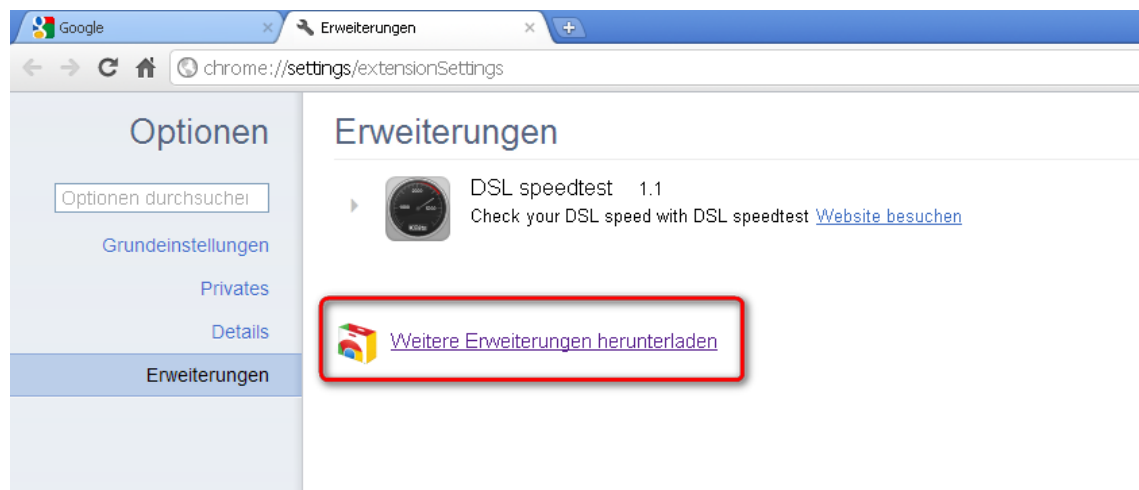 Google
Erweiterungen
chrome://settings/extensionSettings
Optionen
Optionen durchsuchei
Grundeinstellungen
Privates
Details
Erweiterungen
Erweiterungen
DSL speedtest 1.1
Check your DSL speed with DSL speedtest Website besuchen
Weitere Erweiterungen herunterladen